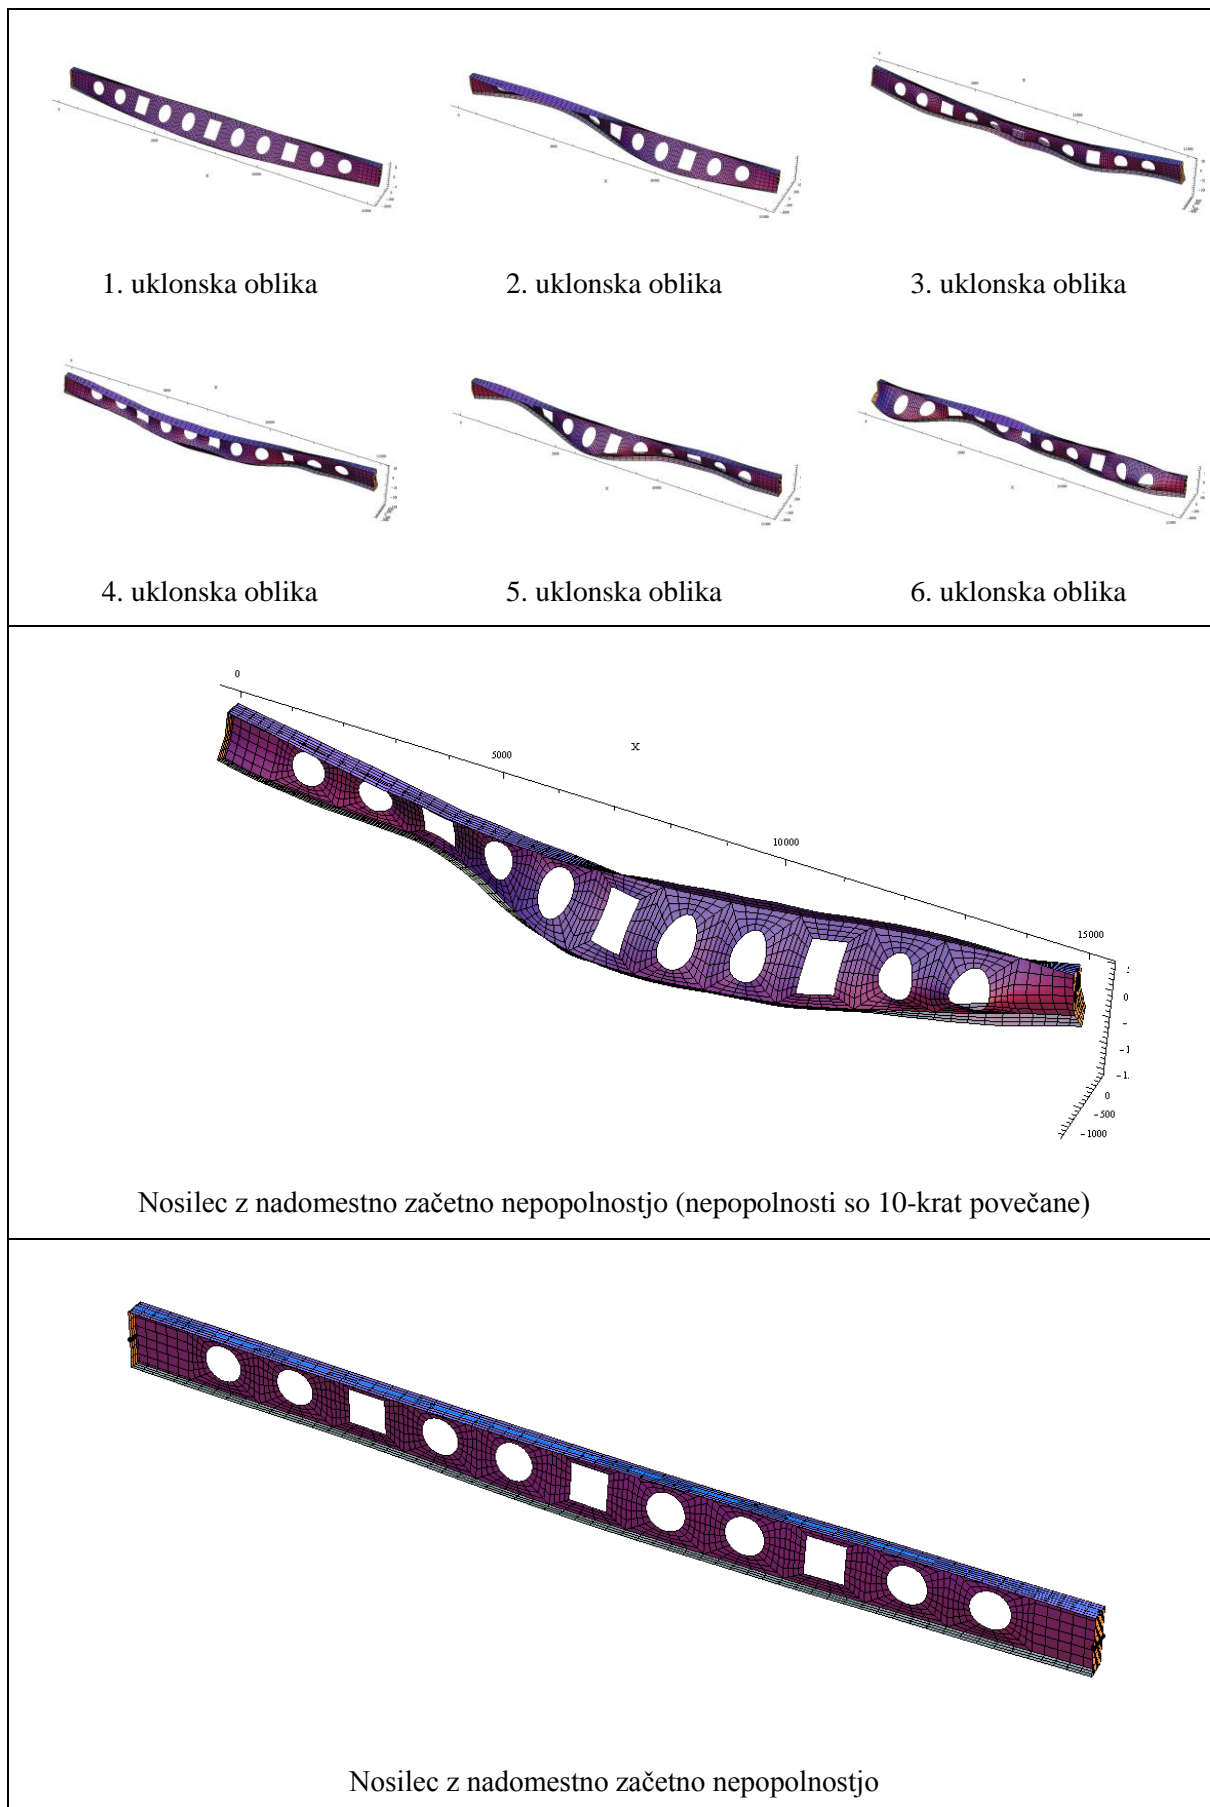 1. uklonska oblika
2. uklonska oblika
3. uklonska oblika
4. uklonska oblika
5. uklonska oblika
6. uklonska oblika
0
5000
x
10000
15000
0
0
-500
-1000
Nosilec z nadomestno začetno nepopolnostjo (nepopolnosti so 10-krat povečane)
Nosilec z nadomestno začetno nepopolnostjo